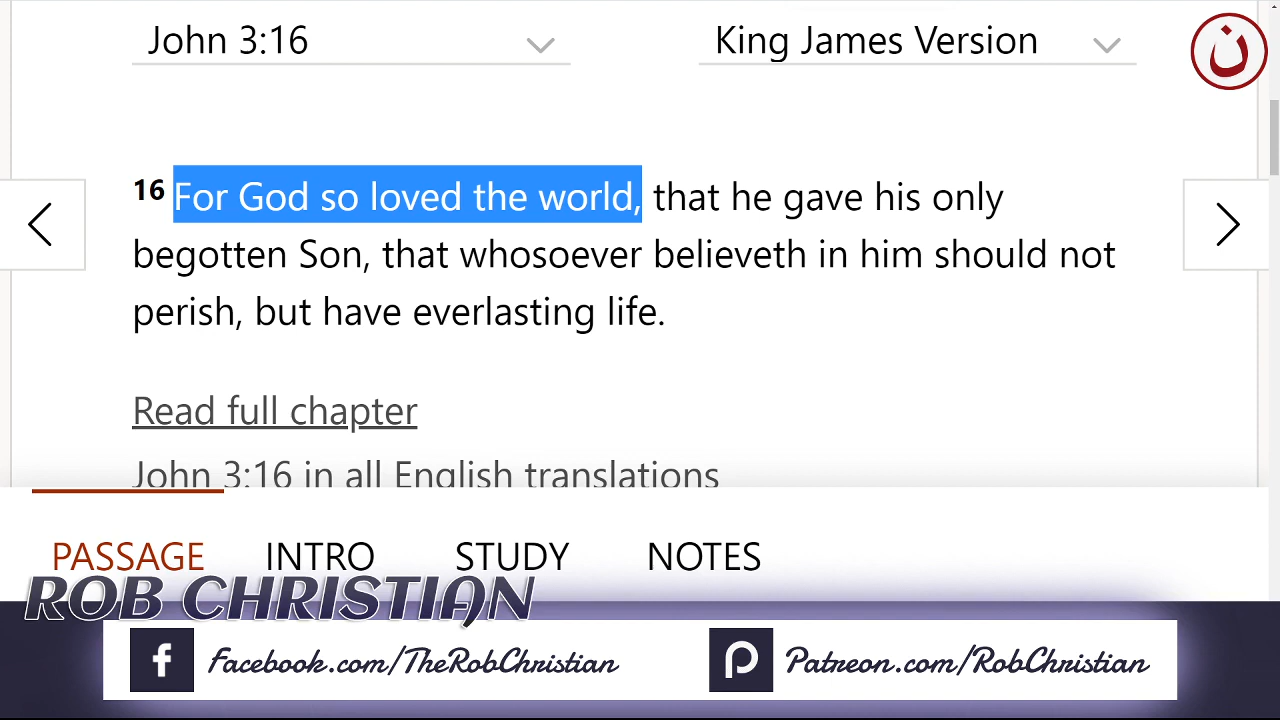 John 3:16
King James Version
ن
16 For God so loved the world, that he gave his only
begotten Son, that whosoever believeth in him should not
perish, but have everlasting life.
Read full chapter
John 3:16 in all English translations
PASSAGE
INTRO
STUDY
NOTES
ROB CHRISTIAN
Facebook.com/TheRobChristian
Patreon.com/RobChristian